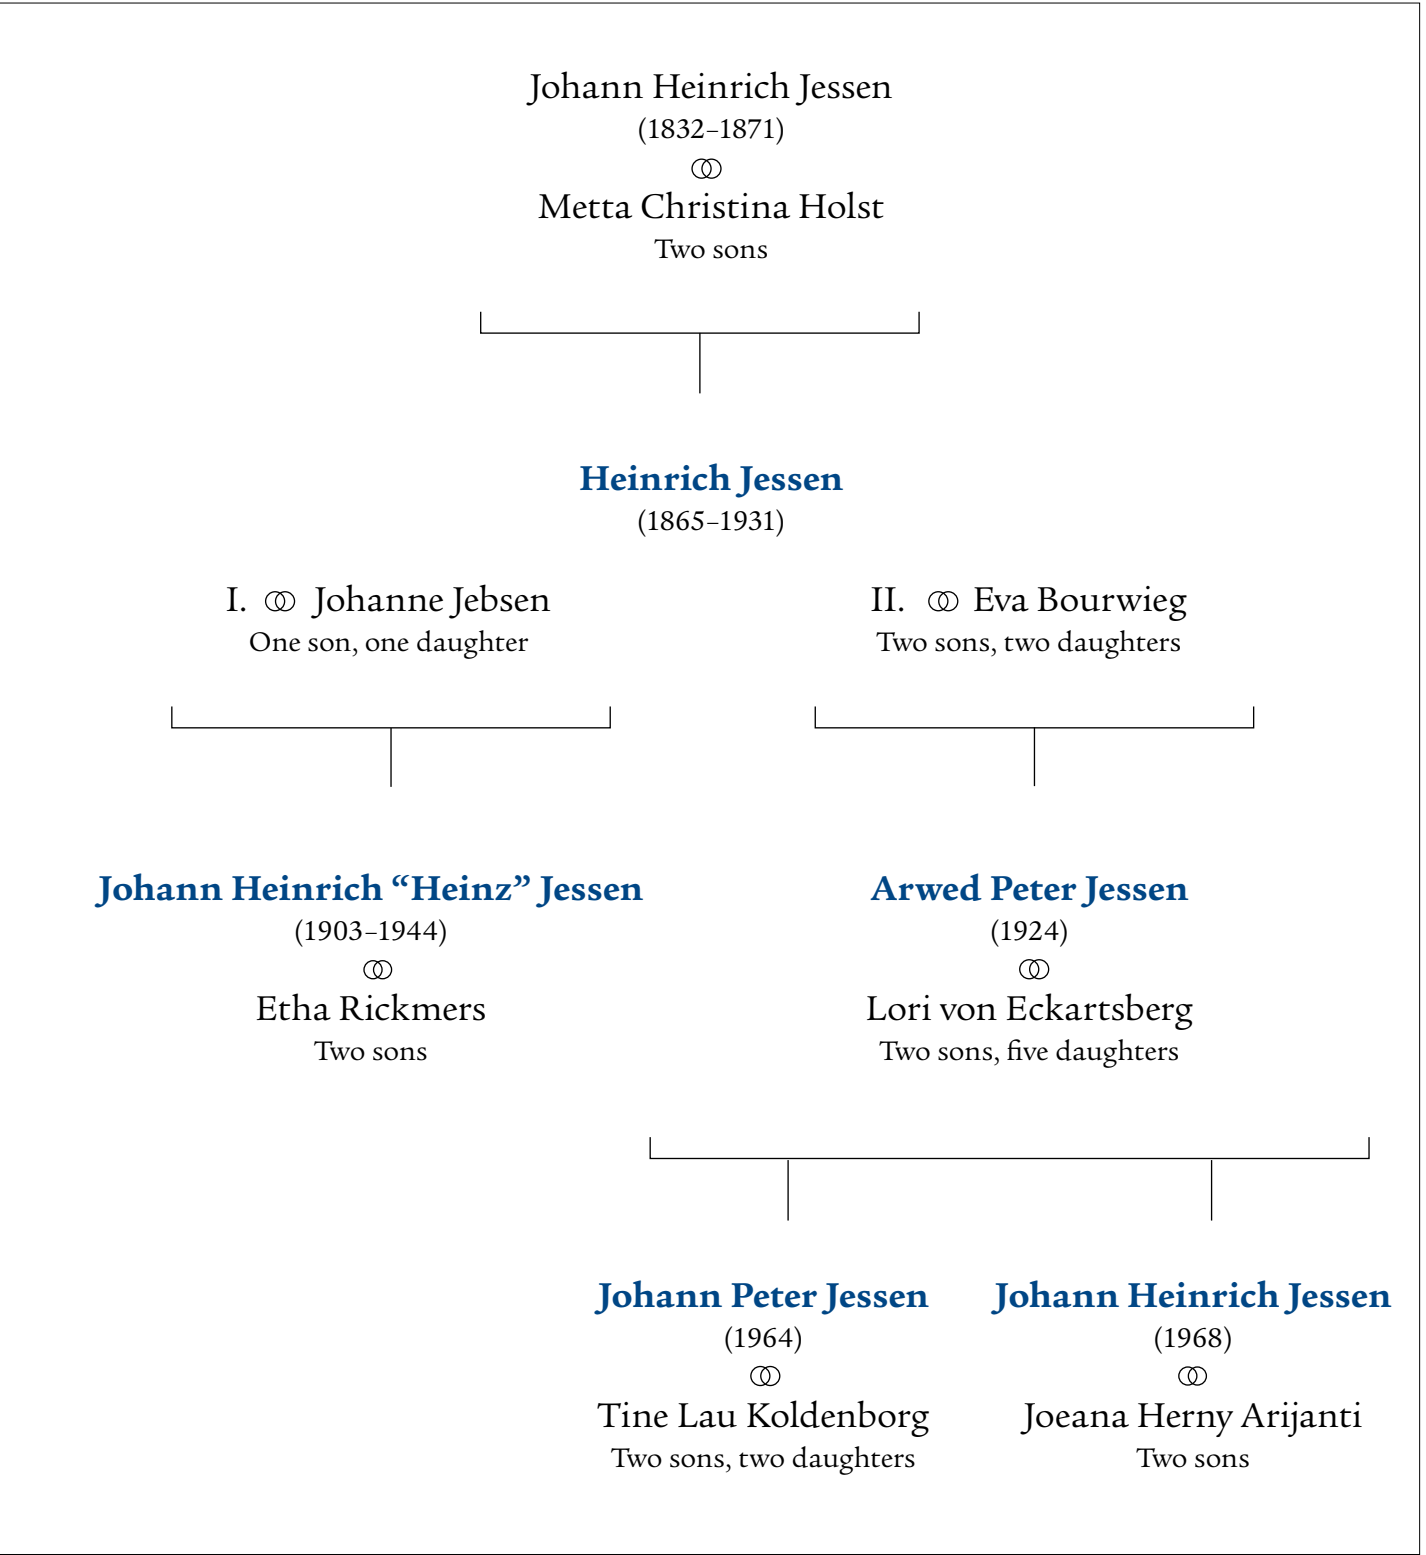 Johann Heinrich Jessen
(1832–1871)
Metta Christina Holst
Two sons
Heinrich Jessen
(1865–1931)
I. Johanne Jebsen
One son, one daughter
II. Eva Bourwieg
Two sons, two daughters
Johann Heinrich “Heinz” Jessen
(1903–1944)
Etha Rickmers
Two sons
Arwed Peter Jessen
(1924)
Lori von Eckartsberg
Two sons, five daughters
Johann Peter Jessen
(1964)
Tine Lau Koldenborg
Two sons, two daughters
Johann Heinrich Jessen
(1968)
Joeana Herny Arijanti
Two sons